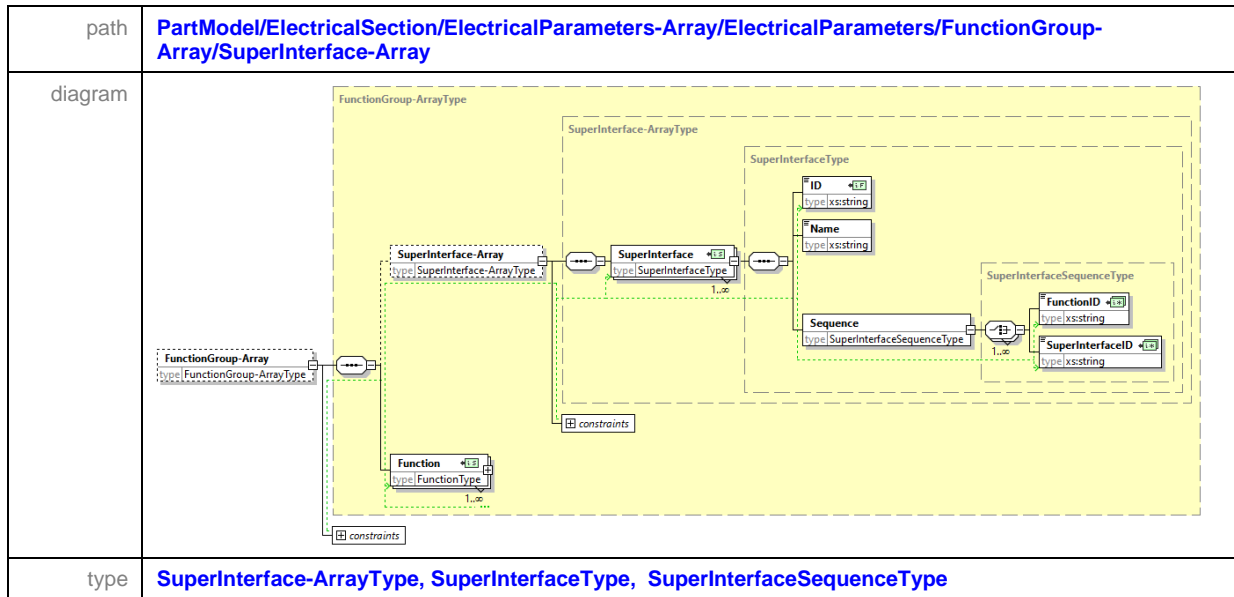 path
PartModel/ElectricalSection/ElectricalParameters-Array/ElectricalParameters/FunctionGroup-
Array/SuperInterface-Array
diagram
FunctionGroup-ArrayType
SuperInterface-ArrayType
SuperInterfaceType
ID
type xs:string
Name
type xs:string
SuperInterface-Array
type SuperInterface-ArrayType
SuperInterface
type SuperInterfaceType
1..∞
SuperInterfaceSequenceType
FunctionID
type xs:string
Sequence
type SuperInterfaceSequenceType
1..∞
SuperInterfaceID
type xs:string
FunctionGroup-Array
type FunctionGroup-ArrayType
constraints
Function
type FunctionType
1..∞
...
constraints
type
SuperInterface-ArrayType, SuperInterfaceType, SuperInterfaceSequenceType